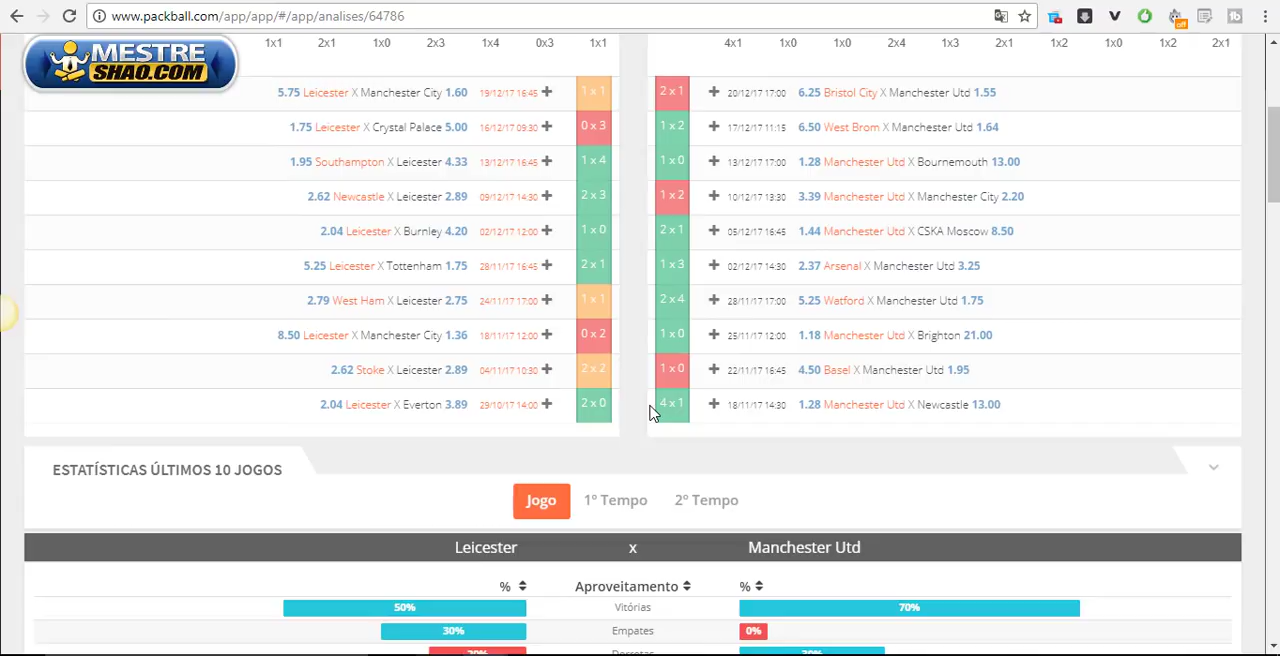 www.packball.com/app/app/#/app/analises/64786
MESTRE
SHAO.COM
1x1 2x1 1x0 2x3 1x4 0x3 1x1
4x1 1x0 1x0 2x4 1x3 2x1 1x2 1x0 1x2 2x1
5.75 Leicester X Manchester City 1.60 19/12/17 16:45 + 1 x 1
2 x 1 + 20/12/17 17:00 6.25 Bristol City X Manchester Utd 1.55
1.75 Leicester X Crystal Palace 5.00 16/12/17 09:30 + 0 x 3
1 x 2 + 17/12/17 11:15 6.50 West Brom X Manchester Utd 1.64
1.95 Southampton X Leicester 4.33 13/12/17 16:45 + 1 x 4
1 x 0 + 13/12/17 17:00 1.28 Manchester Utd X Bournemouth 13.00
2.62 Newcastle X Leicester 2.89 09/12/17 14:30 + 2 x 3
1 x 2 + 10/12/17 13:30 3.39 Manchester Utd X Manchester City 2.20
2.04 Leicester X Burnley 4.20 02/12/17 12:00 + 1 x 0
2 x 1 + 05/12/17 16:45 1.44 Manchester Utd X CSKA Moscow 8.50
5.25 Leicester X Tottenham 1.75 28/11/17 16:45 + 2 x 1
1 x 3 + 02/12/17 14:30 2.37 Arsenal X Manchester Utd 3.25
2.79 West Ham X Leicester 2.75 24/11/17 17:00 + 1 x 1
2 x 4 + 28/11/17 17:00 5.25 Watford X Manchester Utd 1.75
8.50 Leicester X Manchester City 1.36 18/11/17 12:00 + 0 x 2
1 x 0 + 25/11/17 12:00 1.18 Manchester Utd X Brighton 21.00
2.62 Stoke X Leicester 2.89 04/11/17 10:30 + 2 x 2
1 x 0 + 22/11/17 16:45 4.50 Basel X Manchester Utd 1.95
2.04 Leicester X Everton 3.89 29/10/17 14:00 + 2 x 0
4 x 1 + 18/11/17 14:30 1.28 Manchester Utd X Newcastle 13.00
ESTATÍSTICAS ÚLTIMOS 10 JOGOS
Jogo 1º Tempo 2º Tempo
Leicester x Manchester Utd
% Aproveitamento %
50% Vitórias 70%
30% Empates 0%
20% Derrotas 30%